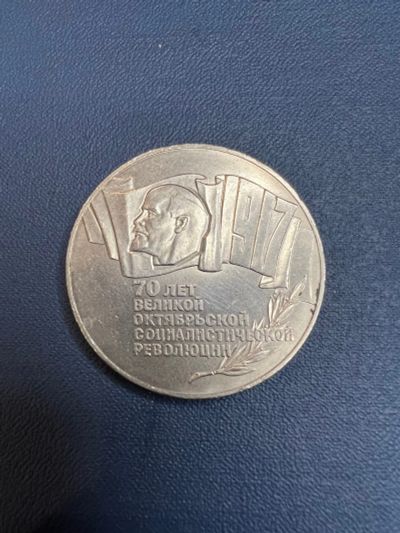 1917
70 ЛЕТ
ВЕЛИКОЙ
ОКТЯБРЬСКОЙ
СОЦИАЛИСТИЧЕСКОЙ
РЕВОЛЮЦИИ